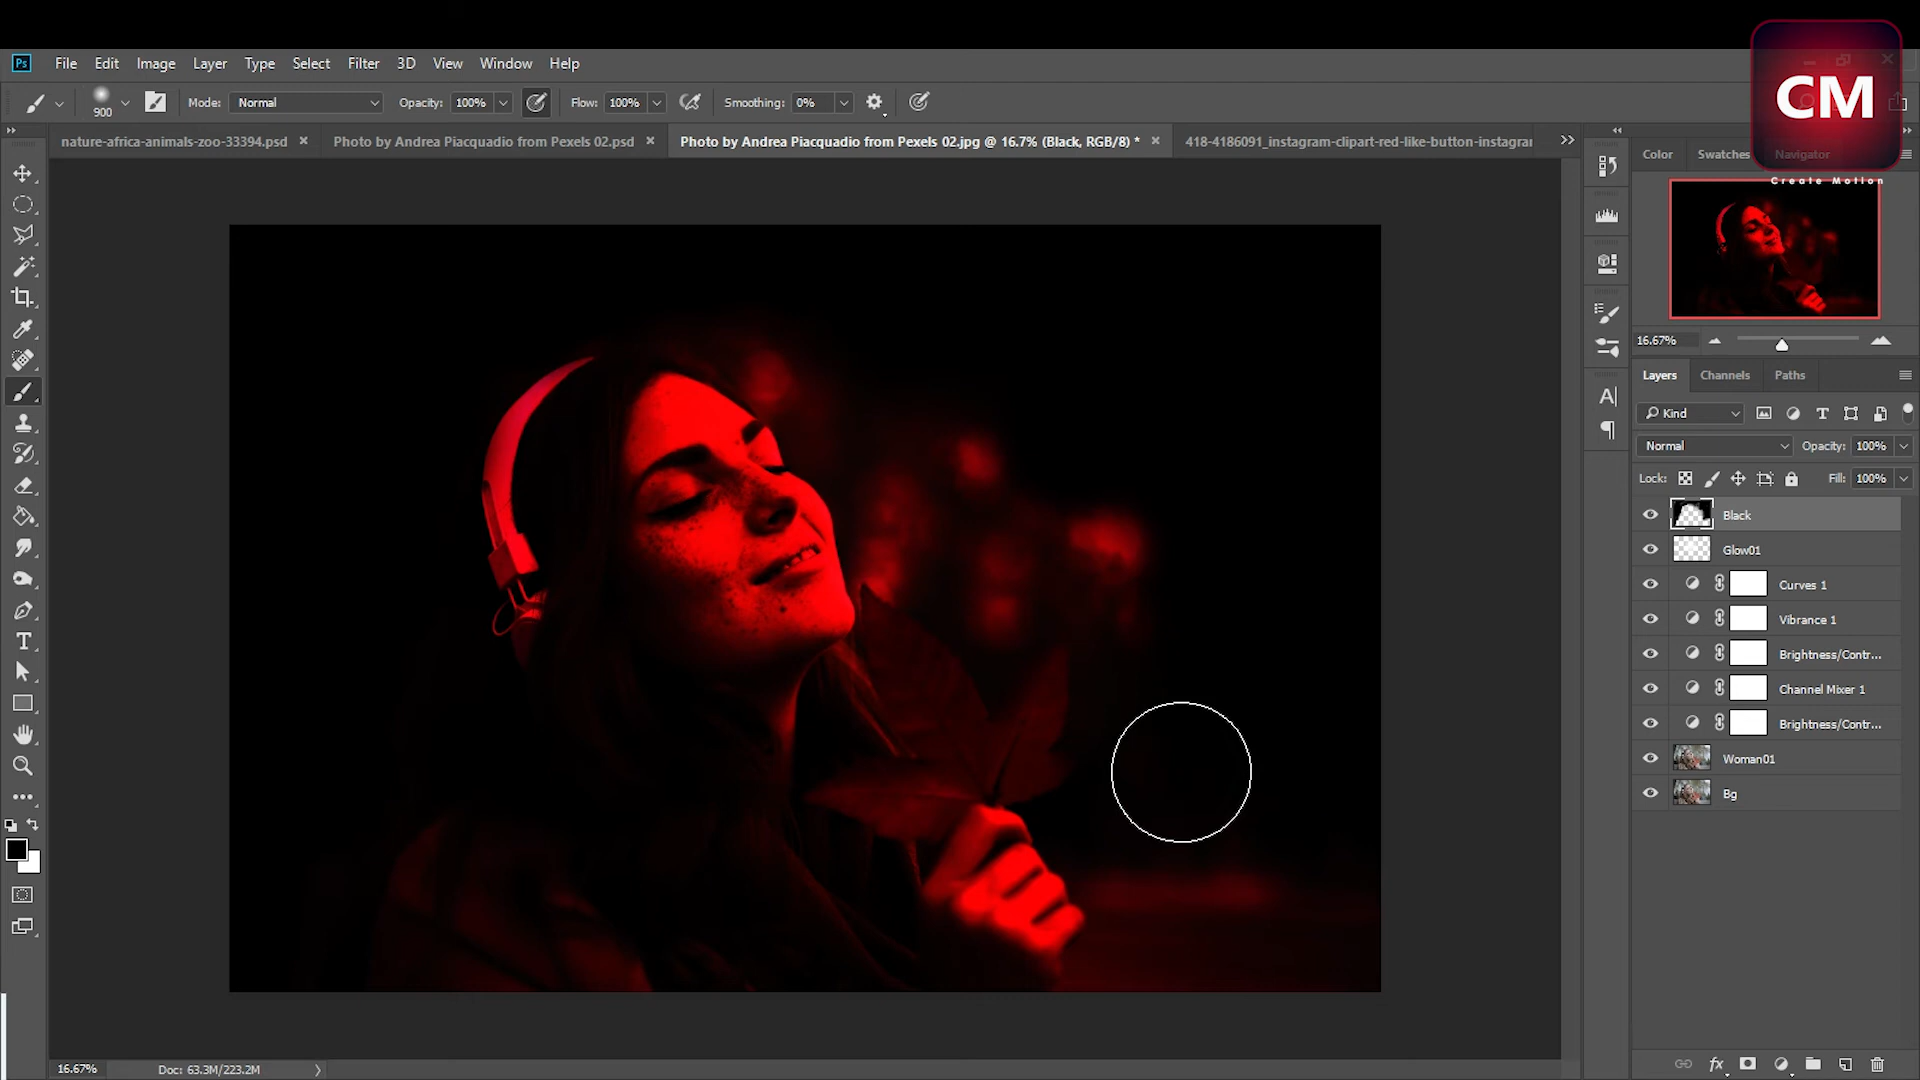 CM
Create Motion
Ps File Edit Image Layer Type Select Filter 3D View Window Help
900 Mode: Normal Opacity: 100% Flow: 100% Smoothing: 0%
nature-africa-animals-zoo-33394.psd × Photo by Andrea Piacquadio from Pexels 02.psd × Photo by Andrea Piacquadio from Pexels 02.jpg @ 16.7% (Black, RGB/8) * × 418-4186091_instagram-clipart-red-like-button-instagrar
Color Swatches Navigator
16.67%
Layers Channels Paths
Kind
Normal Opacity: 100%
Lock: Fill: 100%
Black
Glow01
Curves 1
Vibrance 1
Brightness/Contr...
Channel Mixer 1
Brightness/Contr...
Woman01
Bg
fx
16.67% Doc: 63.3M/223.2M